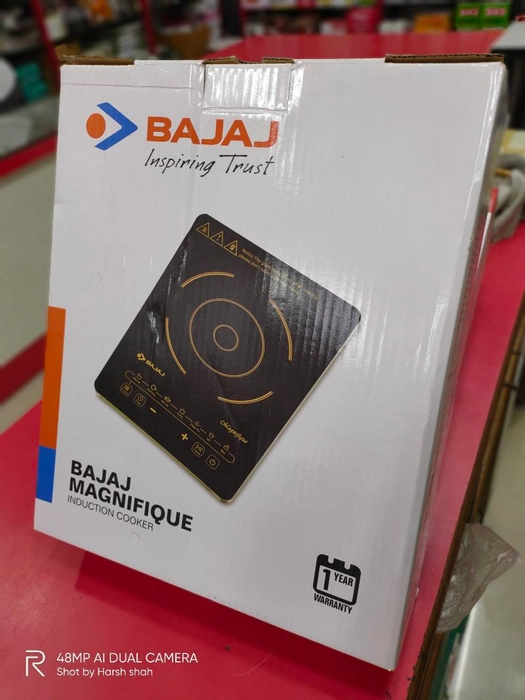 BAJAJ
Inspiring Trust
BAJAJ
Magnifique
BAJAJ
MAGNIFIQUE
INDUCTION COOKER
1 YEAR
WARRANTY
R 48MP AI DUAL CAMERA
Shot by Harsh shah